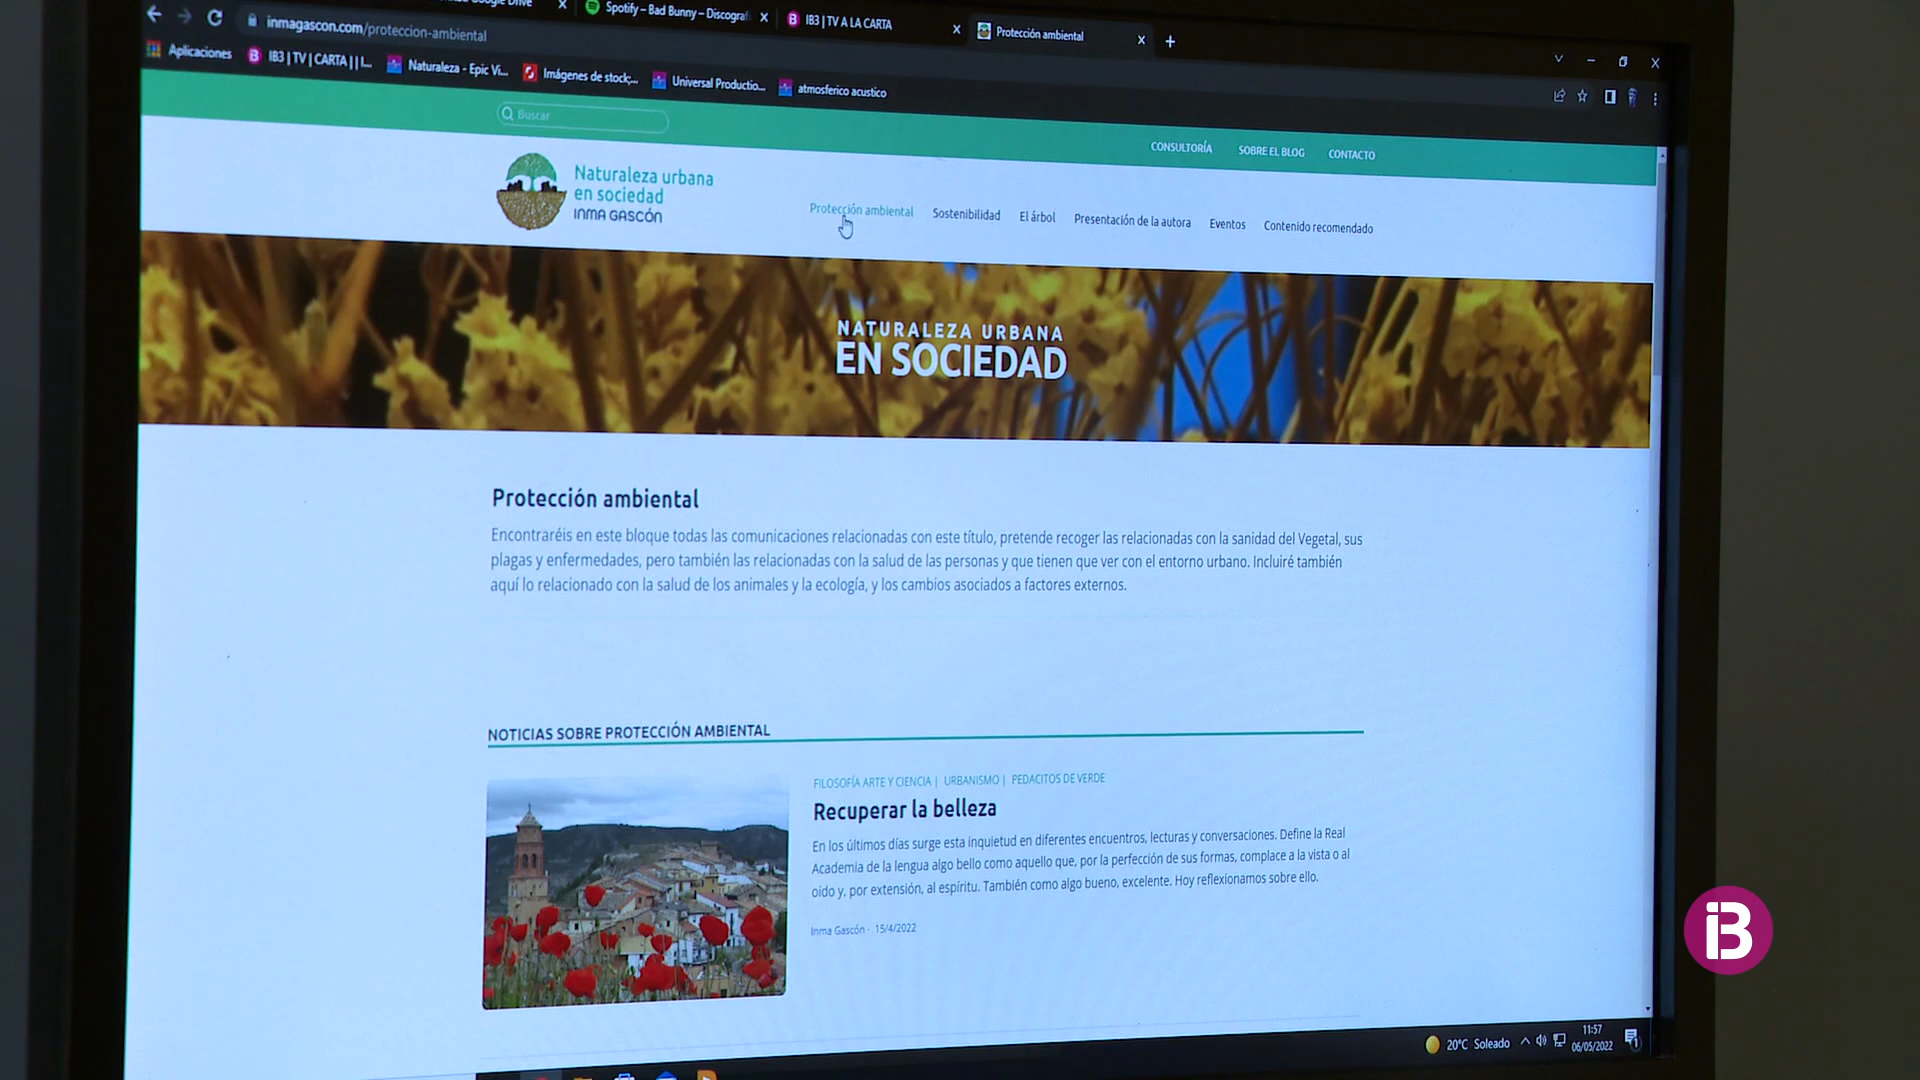 Google Drive
Spotify – Bad Bunny – Discograf
IB3 | TV A LA CARTA
Protección ambiental
inmagascon.com/proteccion-ambiental
Aplicaciones
IB3 | TV | CARTA | | I...
Naturaleza - Epic Vi...
Imágenes de stock;...
Universal Productio...
atmosferico acustico
Buscar
CONSULTORÍA
SOBRE EL BLOG
CONTACTO
Naturaleza urbana
en sociedad
INMA GASCÓN
Protección ambiental
Sostenibilidad
El árbol
Presentación de la autora
Eventos
Contenido recomendado
NATURALEZA URBANA
EN SOCIEDAD
Protección ambiental
Encontraréis en este bloque todas las comunicaciones relacionadas con este título, pretende recoger las relacionadas con la sanidad del Vegetal, sus
plagas y enfermedades, pero también las relacionadas con la salud de las personas y que tienen que ver con el entorno urbano. Incluiré también
aquí lo relacionado con la salud de los animales y la ecología, y los cambios asociados a factores externos.
NOTICIAS SOBRE PROTECCIÓN AMBIENTAL
FILOSOFÍA ARTE Y CIENCIA | URBANISMO | PEDACITOS DE VERDE
Recuperar la belleza
En los últimos días surge esta inquietud en diferentes encuentros, lecturas y conversaciones. Define la Real
Academia de la lengua algo bello como aquello que, por la perfección de sus formas, complace a la vista o al
oido y, por extensión, al espíritu. También como algo bueno, excelente. Hoy reflexionamos sobre ello.
Inma Gascón · 15/4/2022
IB
20°C Soleado
11:57
06/05/2022
1